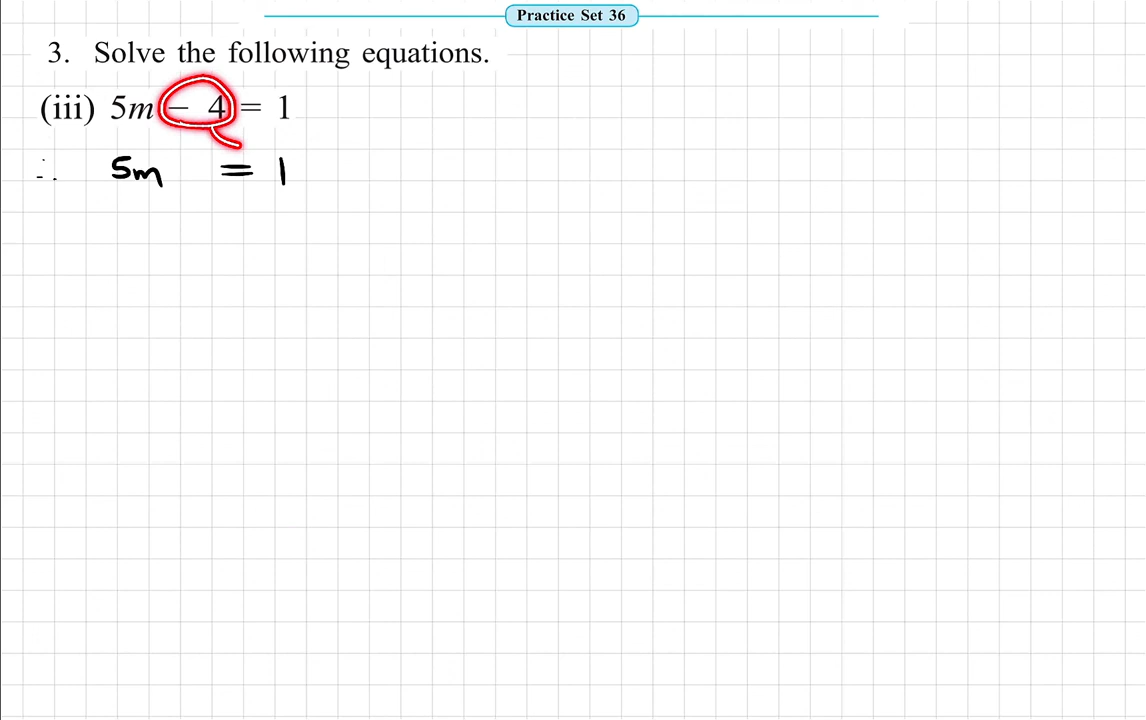 Practice Set 36
3. Solve the following equations.
(iii) 5m − 4 = 1
∴ 5m = 1